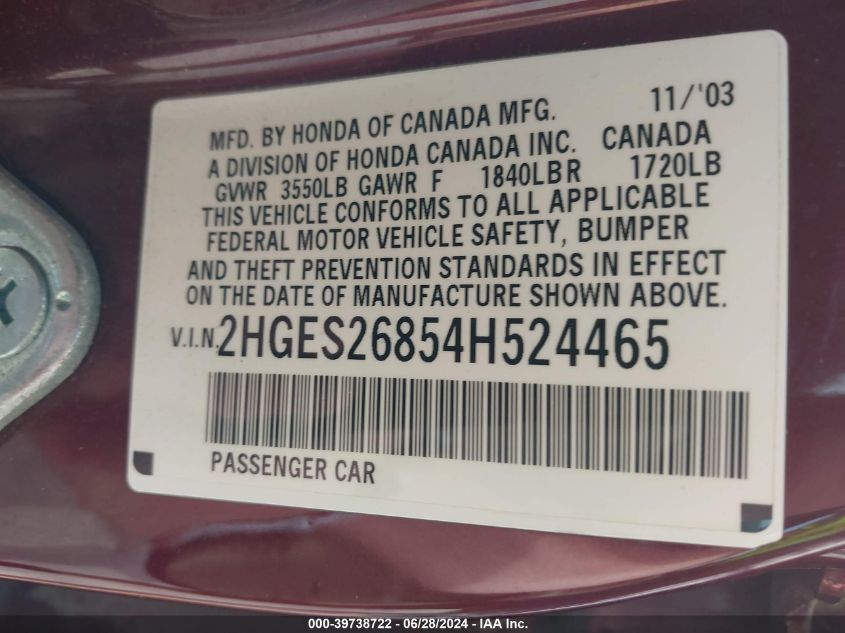 11/'03
MFD. BY HONDA OF CANADA MFG.
A DIVISION OF HONDA CANADA INC. CANADA
GVWR 3550LB GAWR F 1840LB R 1720LB
THIS VEHICLE CONFORMS TO ALL APPLICABLE
FEDERAL MOTOR VEHICLE SAFETY, BUMPER
AND THEFT PREVENTION STANDARDS IN EFFECT
ON THE DATE OF MANUFACTURE SHOWN ABOVE.
V.I.N. 2HGES26854H524465
PASSENGER CAR
000-39738722 - 06/28/2024 - IAA Inc.